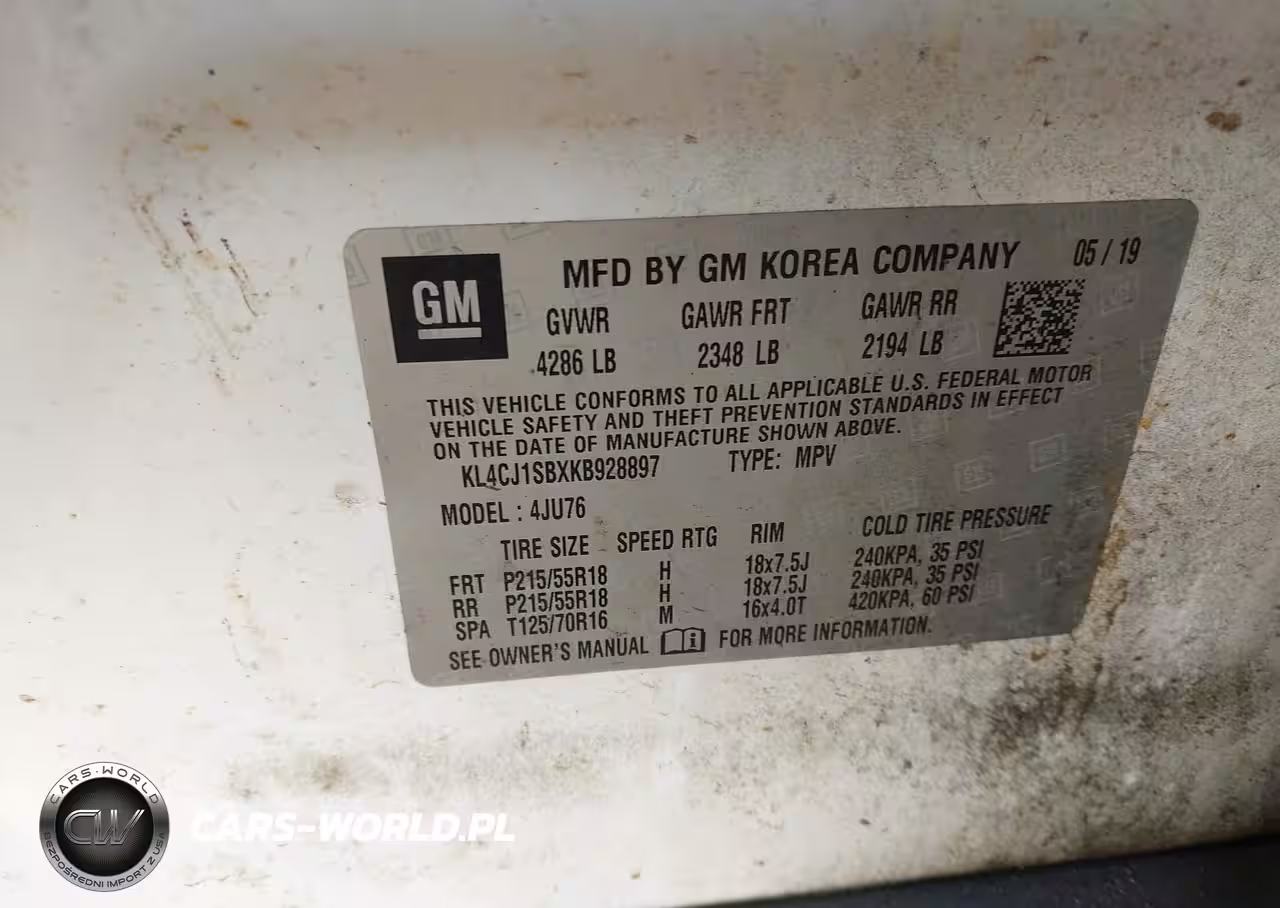 GM
MFD BY GM KOREA COMPANY 05 / 19
GVWR GAWR FRT GAWR RR
4286 LB 2348 LB 2194 LB
THIS VEHICLE CONFORMS TO ALL APPLICABLE U.S. FEDERAL MOTOR
VEHICLE SAFETY AND THEFT PREVENTION STANDARDS IN EFFECT
ON THE DATE OF MANUFACTURE SHOWN ABOVE.
KL4CJ1SBXKB928897 TYPE: MPV
MODEL : 4JU76
TIRE SIZE SPEED RTG RIM COLD TIRE PRESSURE
FRT P215/55R18 H 18x7.5J 240KPA, 35 PSI
RR P215/55R18 H 18x7.5J 240KPA, 35 PSI
SPA T125/70R16 M 16x4.0T 420KPA, 60 PSI
SEE OWNER'S MANUAL FOR MORE INFORMATION.
CARS-WORLD
CW
BEZPOŚREDNI IMPORT Z USA
CARS-WORLD.PL